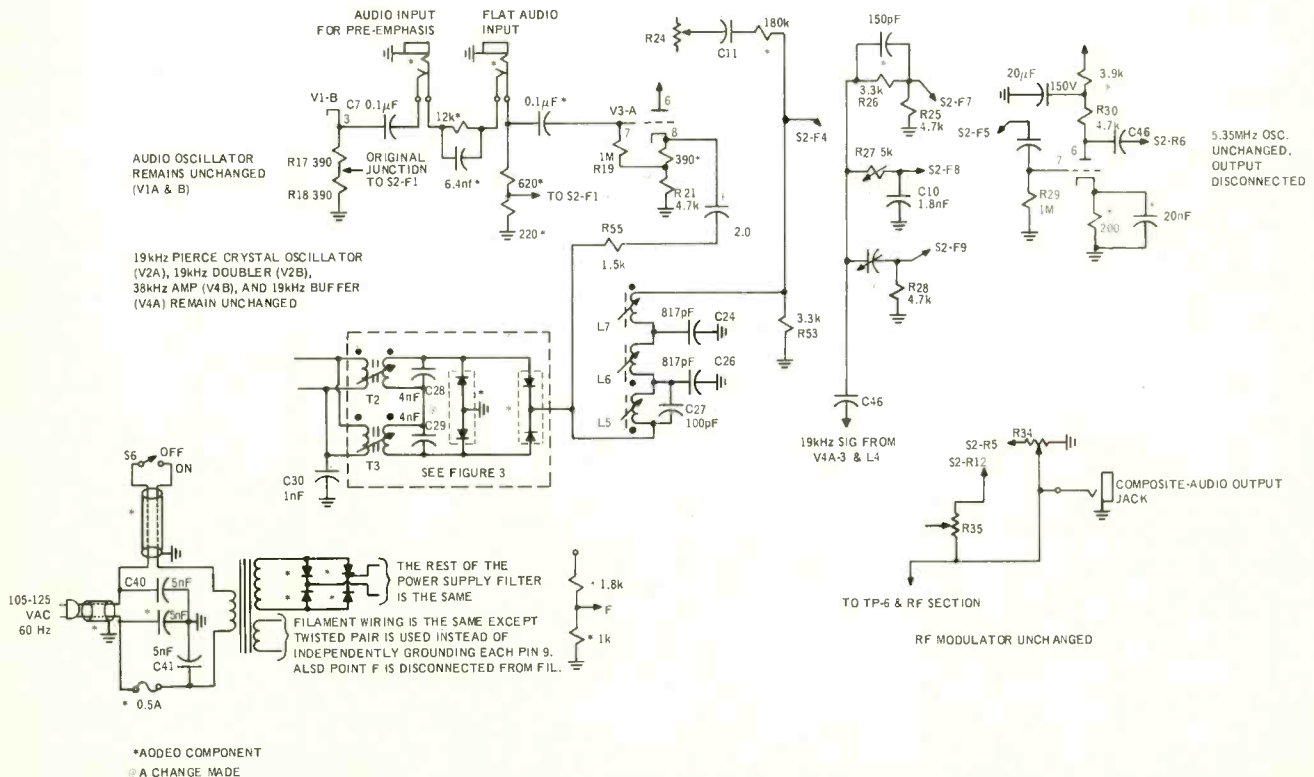 AUDIO INPUT
FOR PRE-EMPHASIS
FLAT AUDIO
INPUT
V1-B
3
C7 0.1µF
*
12k*
6.4nf*
*
0.1µF*
V3-A
6
7
8
1M
R19
390*
R21
4.7k
2.0
R17 390
R18 390
ORIGINAL
JUNCTION
TO S2-F1
AUDIO OSCILLATOR
REMAINS UNCHANGED
(V1A & B)
620*
TO S2-F1
220*
R55
1.5k
19kHz PIERCE CRYSTAL OSCILLATOR
(V2A), 19kHz DOUBLER (V2B),
38kHz AMP (V4B), AND 19kHz BUFFER
(V4A) REMAIN UNCHANGED
R24
C11
180k
*
S2-F4
150pF
*
3.3k
R26
R25
4.7k
S2-F7
R27 5k
S2-F8
C10
1.8nF
S2-F9
R28
4.7k
C46
19kHz SIG FROM
V4A-3 & L4
20µF
150V
3.9k
*
R30
4.7k
C46
S2-R6
S2-F5
6
7
R29
1M
*
200
*
20nF
5.35MHz OSC.
UNCHANGED,
OUTPUT
DISCONNECTED
L7
817pF
C24
L6
817pF
C26
L5
C27
100pF
3.3k
R53
T2
4nF
C28
4nF
C29
T3
*
*
SEE FIGURE 3
C30
1nF
S2-R5
R34
S2-R12
R35
COMPOSITE-AUDIO OUTPUT
JACK
TO TP-6 & RF SECTION
RF MODULATOR UNCHANGED
S6
OFF
ON
*
C40
5nF
105-125
VAC
60 Hz
*
*
5nF
5nF
C41
* 0.5A
*
*
*
*
THE REST OF THE
POWER SUPPLY FILTER
IS THE SAME
FILAMENT WIRING IS THE SAME EXCEPT
TWISTED PAIR IS USED INSTEAD OF
INDEPENDENTLY GROUNDING EACH PIN 9.
ALSO POINT F IS DISCONNECTED FROM FIL.
* 1.8k
F
* 1k
*ADDED COMPONENT
@ A CHANGE MADE